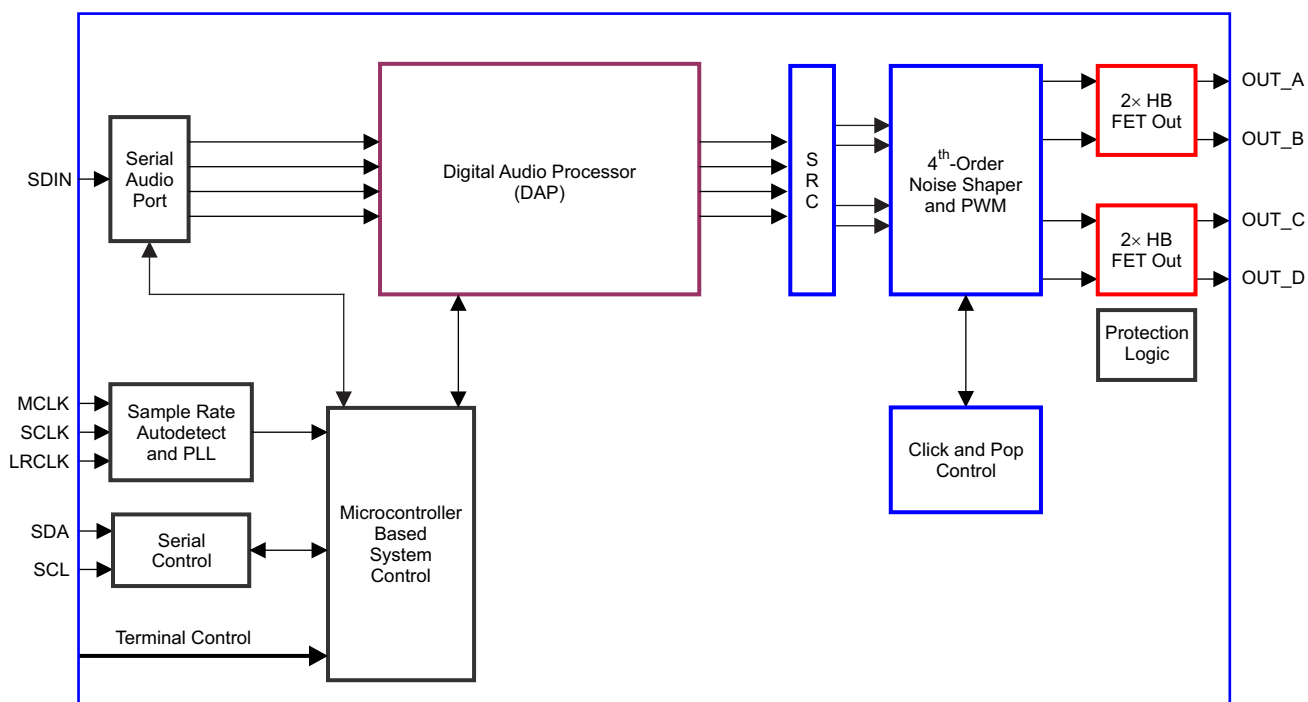 SDIN
Serial
Audio
Port
Digital Audio Processor
(DAP)
S
R
C
4th-Order
Noise Shaper
and PWM
2× HB
FET Out
OUT_A
OUT_B
2× HB
FET Out
OUT_C
OUT_D
Protection
Logic
MCLK
SCLK
LRCLK
Sample Rate
Autodetect
and PLL
SDA
SCL
Serial
Control
Microcontroller
Based
System
Control
Click and Pop
Control
Terminal Control